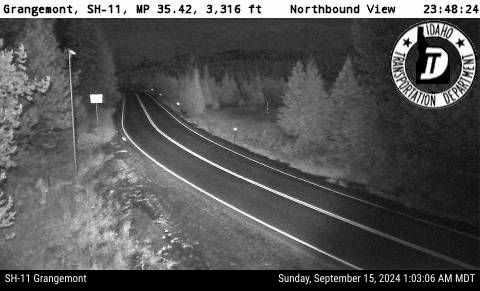 Grangemont, SH-11, MP 35.42, 3,316 ft Northbound View 23:48:24
IDAHO
TRANSPORTATION DEPARTMENT
SH-11 Grangemont Sunday, September 15, 2024 1:03:06 AM MDT